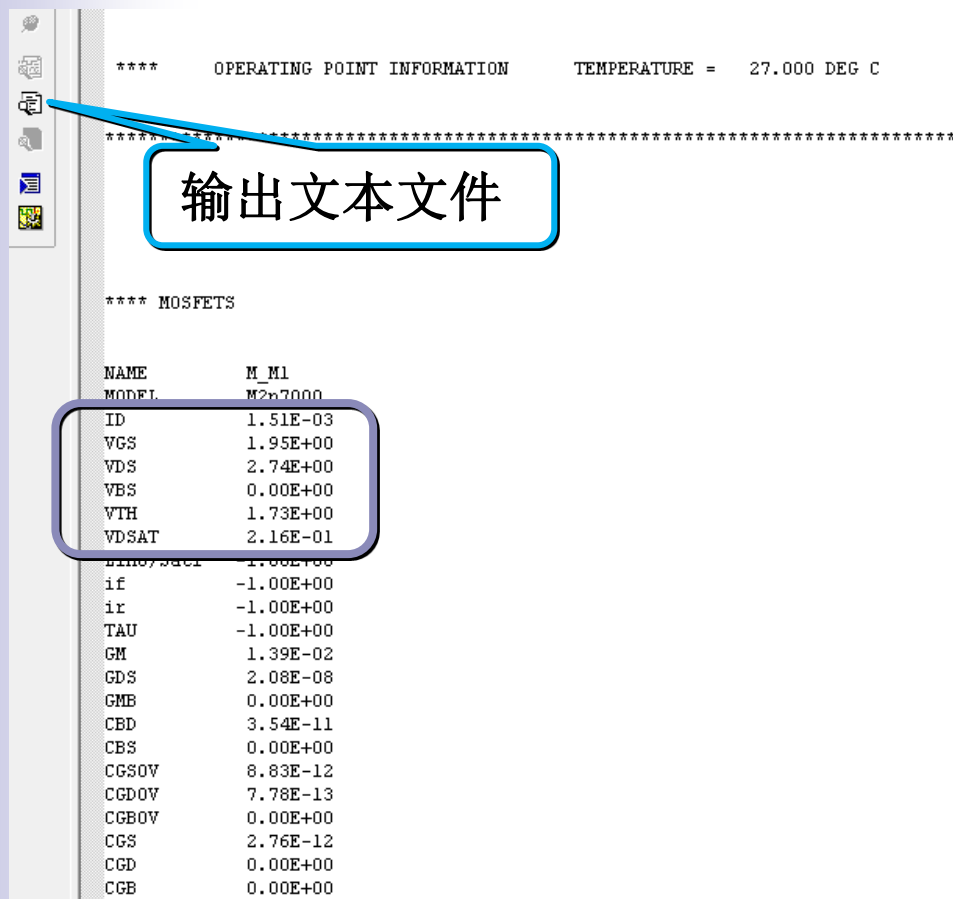 **** OPERATING POINT INFORMATION TEMPERATURE = 27.000 DEG C
******************************************************************************
输出文本文件
**** MOSFETS
NAME M_M1
MODEL M2n7000
ID 1.51E-03
VGS 1.95E+00
VDS 2.74E+00
VBS 0.00E+00
VTH 1.73E+00
VDSAT 2.16E-01
-1.00E+00
if -1.00E+00
ir -1.00E+00
TAU -1.00E+00
GM 1.39E-02
GDS 2.08E-08
GMB 0.00E+00
CBD 3.54E-11
CBS 0.00E+00
CGSOV 8.83E-12
CGDOV 7.78E-13
CGBOV 0.00E+00
CGS 2.76E-12
CGD 0.00E+00
CGB 0.00E+00